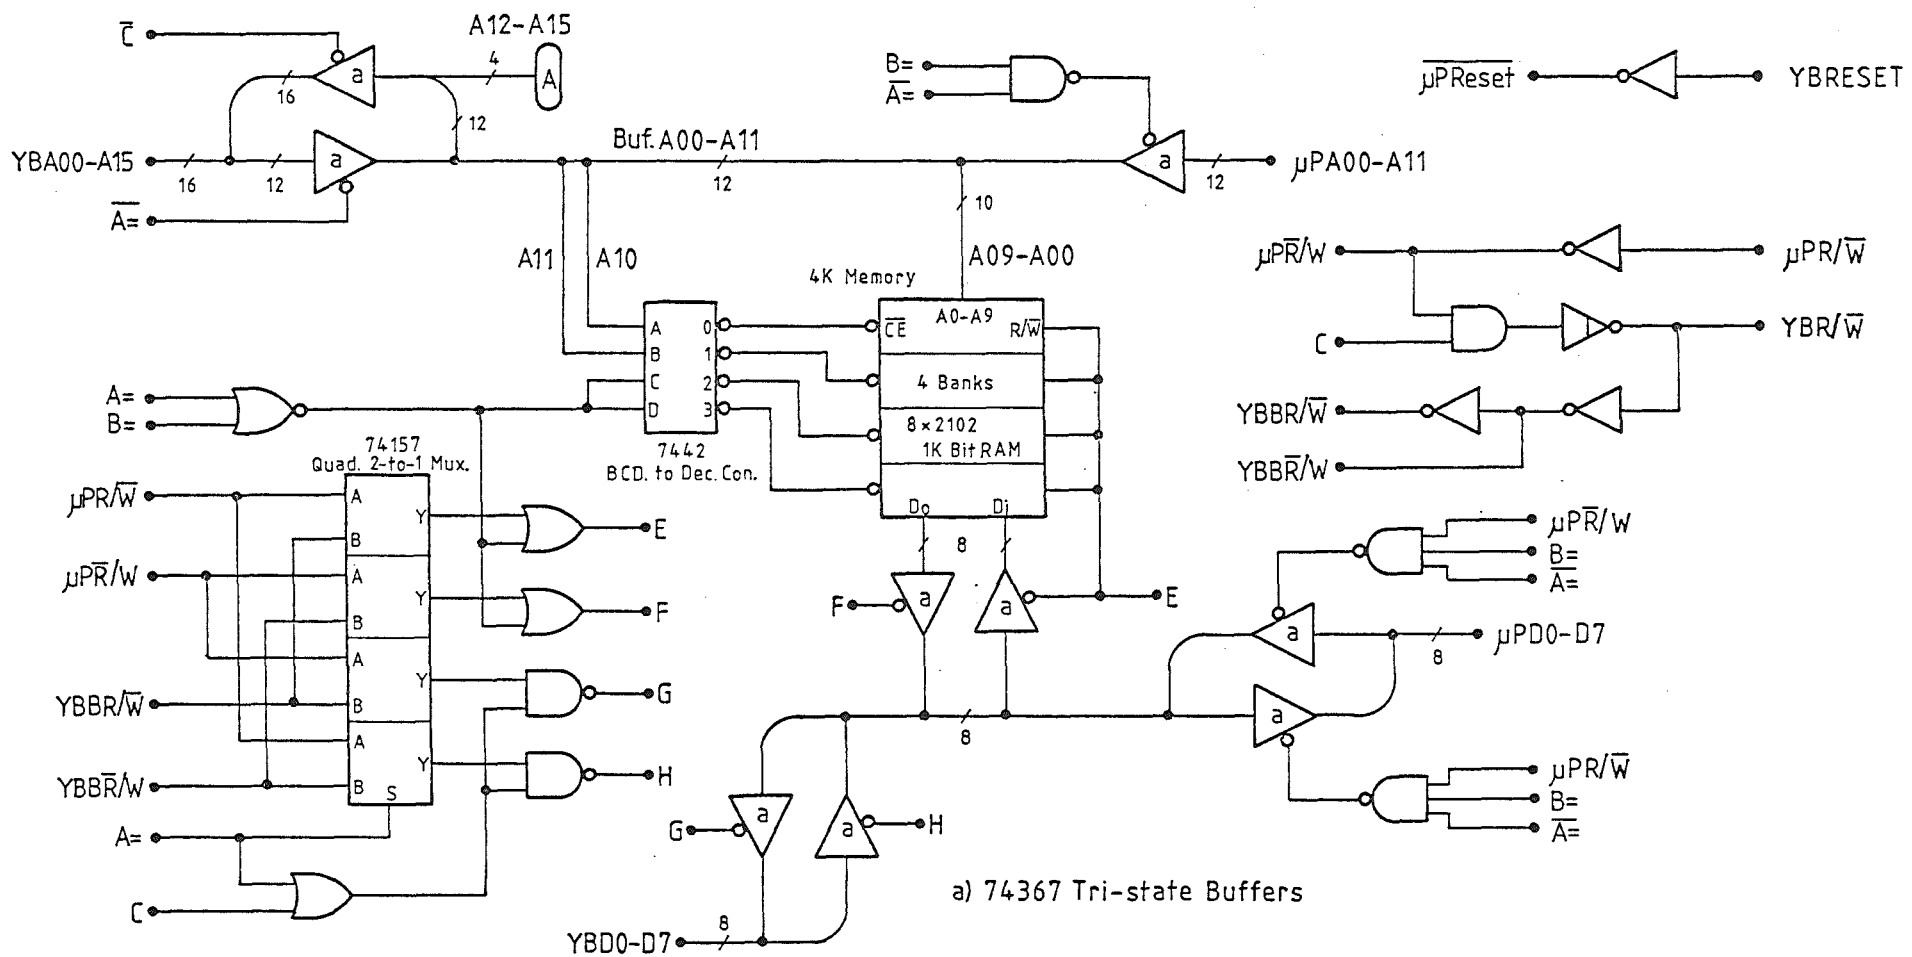 C̅
A12-A15
4
a
A
16
12
B=
A̅=̅
μ̅P̅R̅e̅s̅e̅t̅
YBRESET
YBA00-A15
16
12
a
Buf.A00-A11
12
a
12
μPA00-A11
A̅=̅
10
A11
A10
A09-A00
μPR̅/W
μPR/W̅
4K Memory
A
B
C
D
0
1
2
3
C̅E̅
A0-A9
R/W̅
4 Banks
8×2102
1K Bit RAM
Do
Di
C
YBR/W̅
YBBR/W̅
YBBR̅/W
A=
B=
74157
Quad. 2-to-1 Mux.
7442
BCD. to Dec. Con.
μPR/W̅
A
Y
B
E
μPR̅/W
A
Y
B
F
A
Y
YBBR/W̅
B
G
A
Y
YBBR̅/W
B
S
H
A=
C
8
F
a
a
E
μPR̅/W
B=
A̅=̅
a
8
μPD0-D7
8
a
μPR/W̅
B=
A̅=̅
G
a
a
H
a) 74367 Tri-state Buffers
YBD0-D7
8